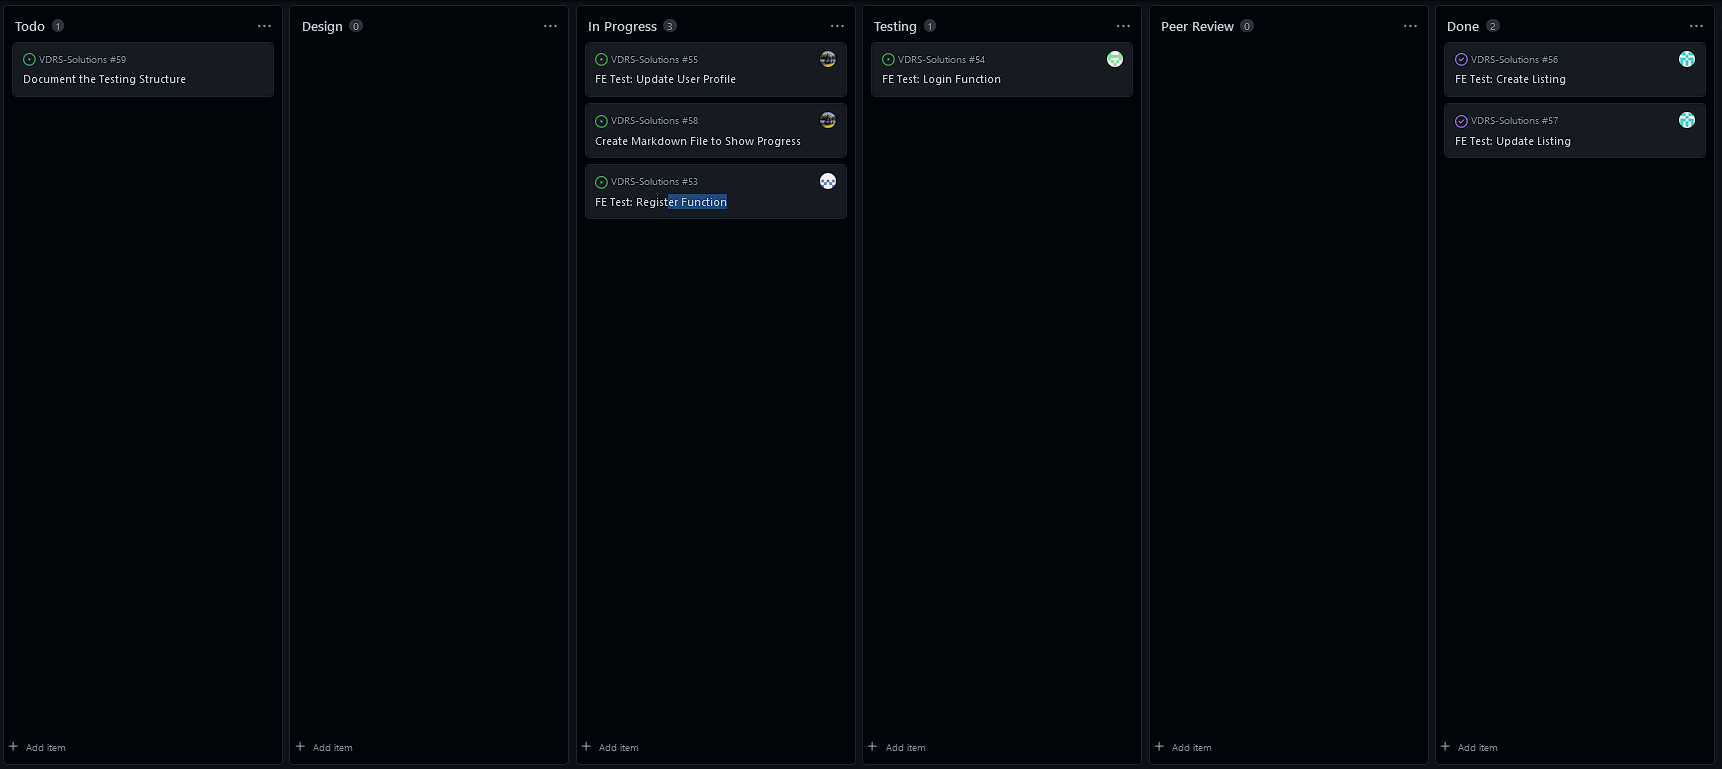 Todo 1
VDRS-Solutions #59
Document the Testing Structure
Add item
Design 0
Add item
In Progress 3
VDRS-Solutions #55
FE Test: Update User Profile
VDRS-Solutions #58
Create Markdown File to Show Progress
VDRS-Solutions #53
FE Test: Register Function
Add item
Testing 1
VDRS-Solutions #54
FE Test: Login Function
Add item
Peer Review 0
Add item
Done 2
VDRS-Solutions #56
FE Test: Create Listing
VDRS-Solutions #57
FE Test: Update Listing
Add item